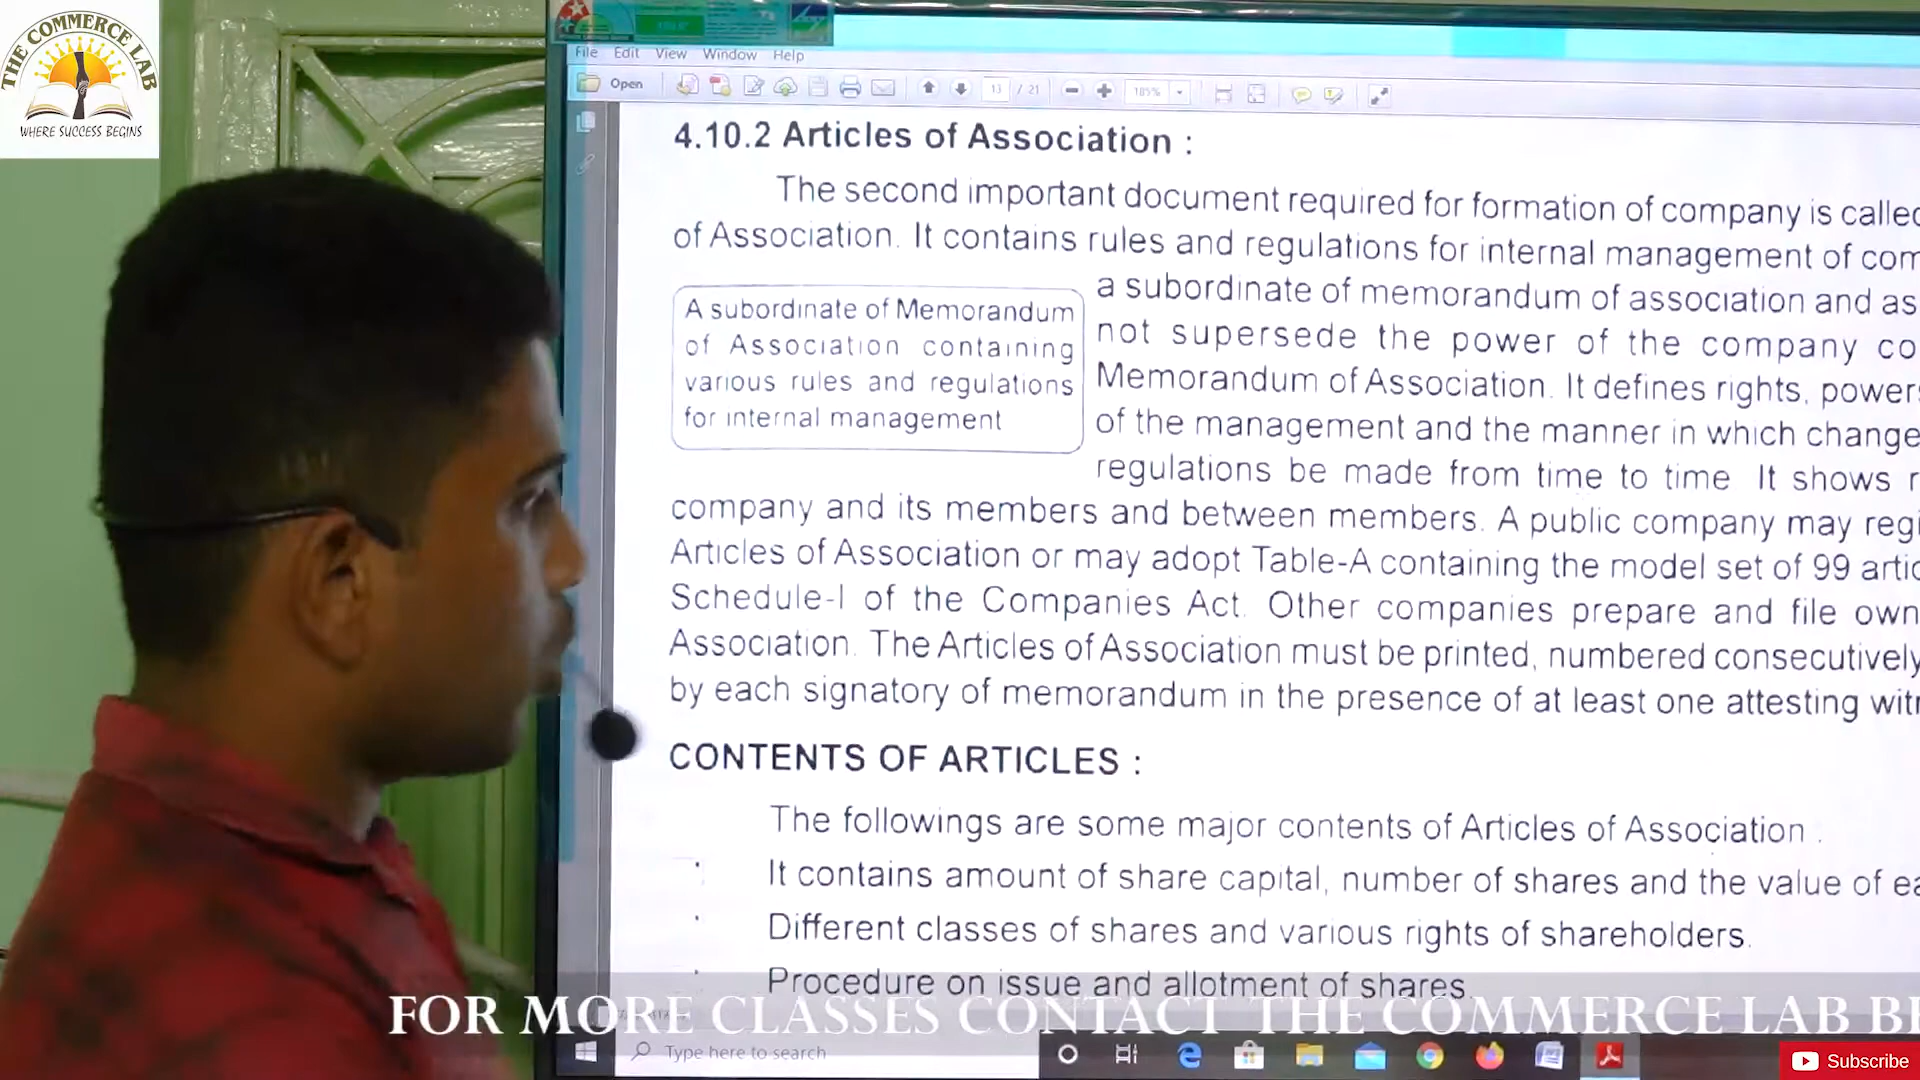 THE COMMERCE LAB
WHERE SUCCESS BEGINS
File Edit View Window Help
Open 13 / 21 185%
4.10.2 Articles of Association :
The second important document required for formation of company is called
of Association. It contains rules and regulations for internal management of com
a subordinate of memorandum of association and as
not supersede the power of the company co
Memorandum of Association. It defines rights, powers
of the management and the manner in which change
regulations be made from time to time It shows r
A subordinate of Memorandum
of Association containing
various rules and regulations
for internal management
company and its members and between members. A public company may regi
Articles of Association or may adopt Table-A containing the model set of 99 artic
Schedule-I of the Companies Act. Other companies prepare and file own
Association. The Articles of Association must be printed, numbered consecutively
by each signatory of memorandum in the presence of at least one attesting witn
CONTENTS OF ARTICLES :
The followings are some major contents of Articles of Association :
It contains amount of share capital, number of shares and the value of ea
Different classes of shares and various rights of shareholders.
Procedure on issue and allotment of shares.
FOR MORE CLASSES CONTACT THE COMMERCE LAB BE
Type here to search
Subscribe